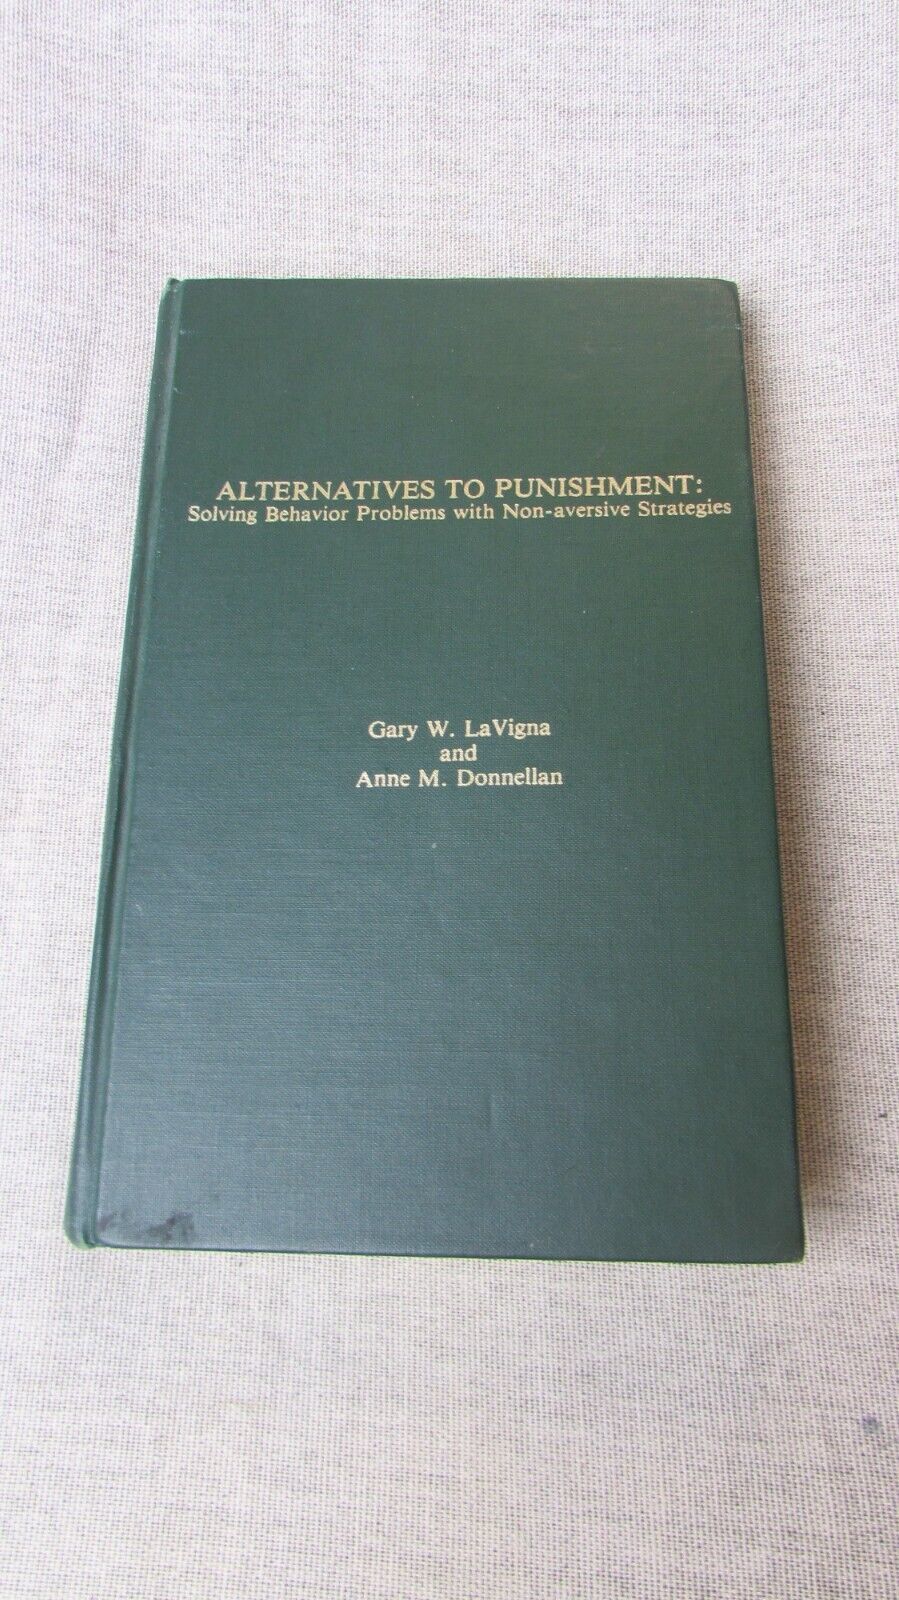 ALTERNATIVES TO PUNISHMENT:
Solving Behavior Problems with Non-aversive Strategies
Gary W. LaVigna
and
Anne M. Donnellan